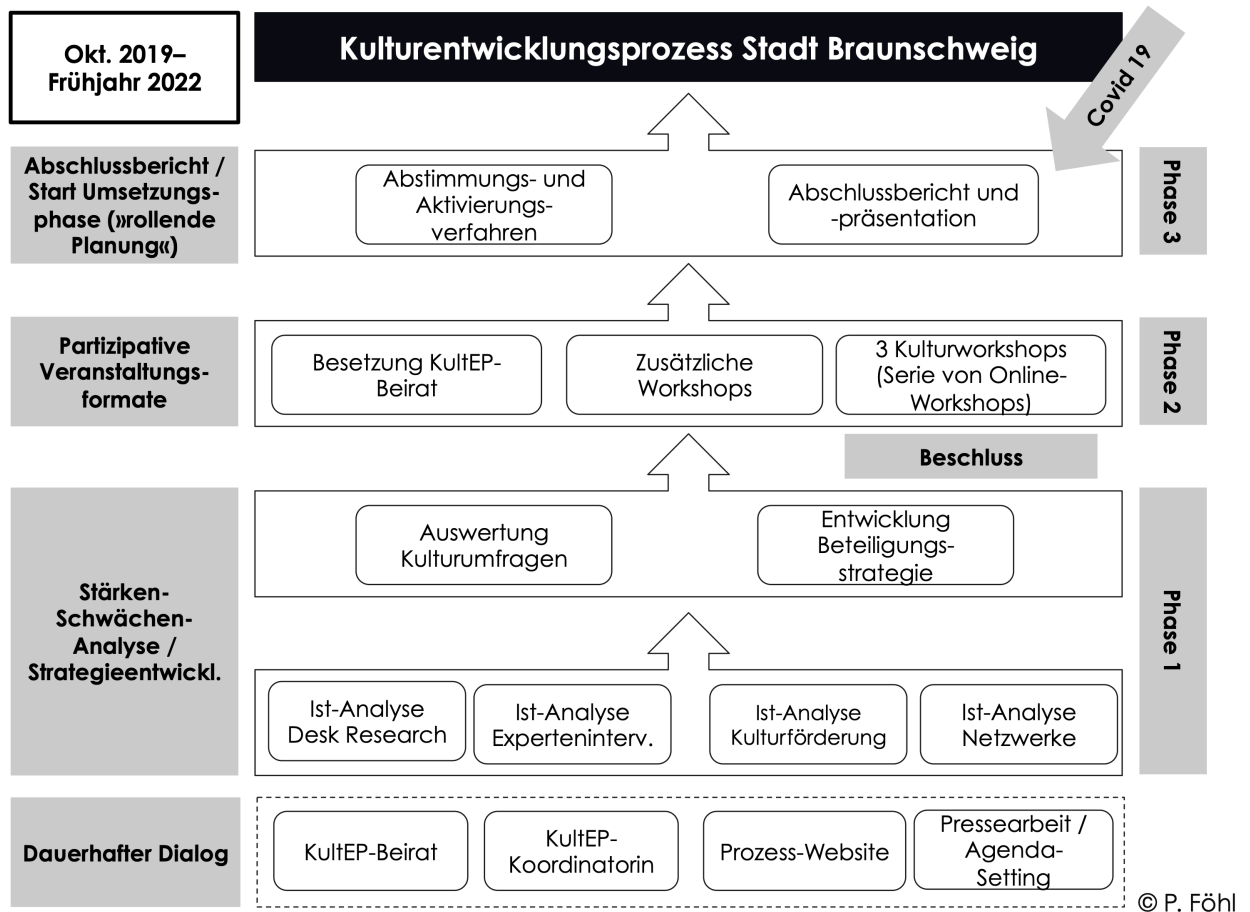 Okt. 2019–
Frühjahr 2022
Kulturentwicklungsprozess Stadt Braunschweig
Covid 19
Abschlussbericht /
Start Umsetzungs-
phase (»rollende
Planung«)
Abstimmungs- und
Aktivierungs-
verfahren
Abschlussbericht und
-präsentation
Phase 3
Partizipative
Veranstaltungs-
formate
Besetzung KultEP-
Beirat
Zusätzliche
Workshops
3 Kulturworkshops
(Serie von Online-
Workshops)
Phase 2
Beschluss
Stärken-
Schwächen-
Analyse /
Strategieentwickl.
Auswertung
Kulturumfragen
Entwicklung
Beteiligungs-
strategie
Phase 1
Ist-Analyse
Desk Research
Ist-Analyse
Experteninterv.
Ist-Analyse
Kulturförderung
Ist-Analyse
Netzwerke
Dauerhafter Dialog
KultEP-Beirat
KultEP-
Koordinatorin
Prozess-Website
Pressearbeit /
Agenda-
Setting
© P. Föhl